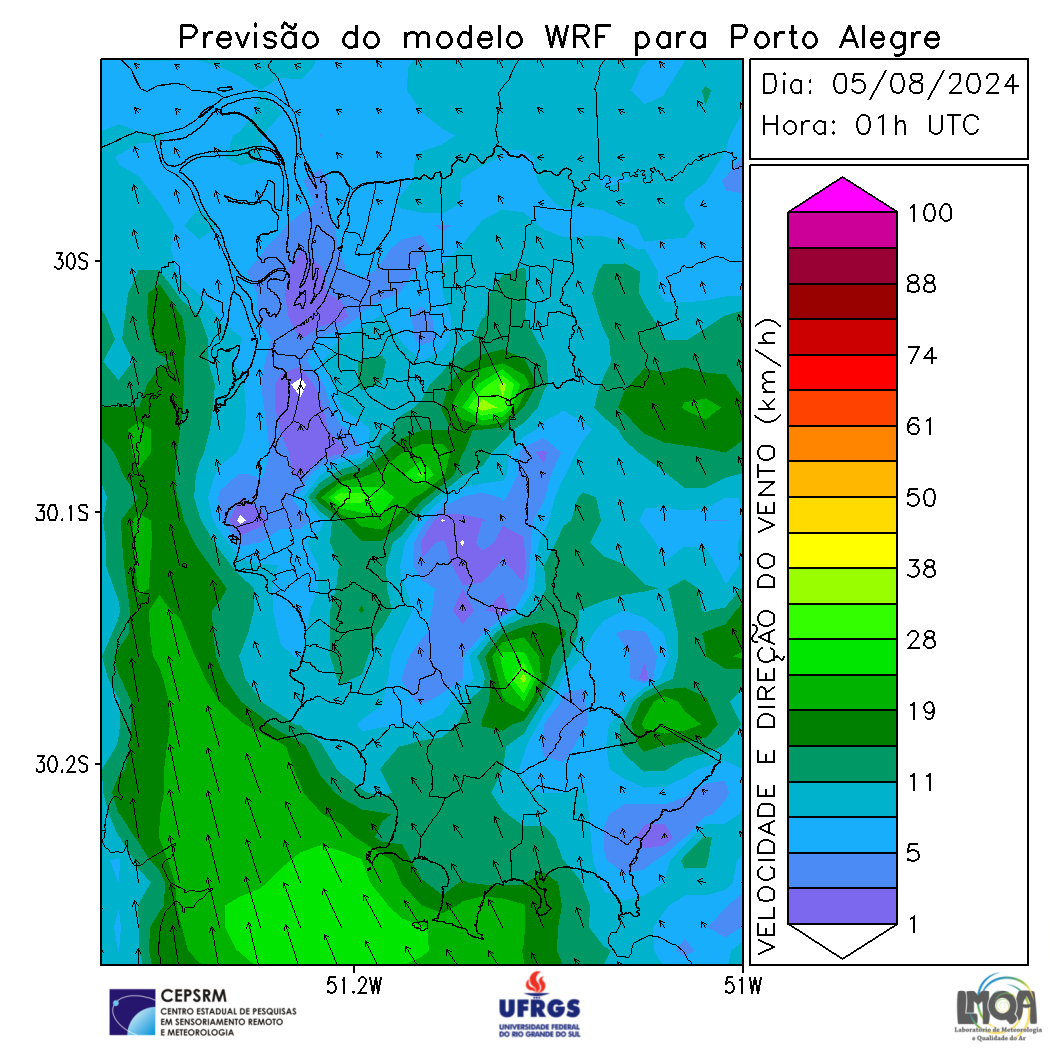 Previsão do modelo WRF para Porto Alegre
Dia: 05/08/2024
Hora: 01h UTC
30S
30.1S
30.2S
51.2W
51W
VELOCIDADE E DIREÇÃO DO VENTO (km/h)
100
88
74
61
50
38
28
19
11
5
1
CEPSRM
CENTRO ESTADUAL DE PESQUISAS
EM SENSORIAMENTO REMOTO
E METEOROLOGIA
UFRGS
UNIVERSIDADE FEDERAL
DO RIO GRANDE DO SUL
LMQA
Laboratório de Meteorologia
e Qualidade do Ar